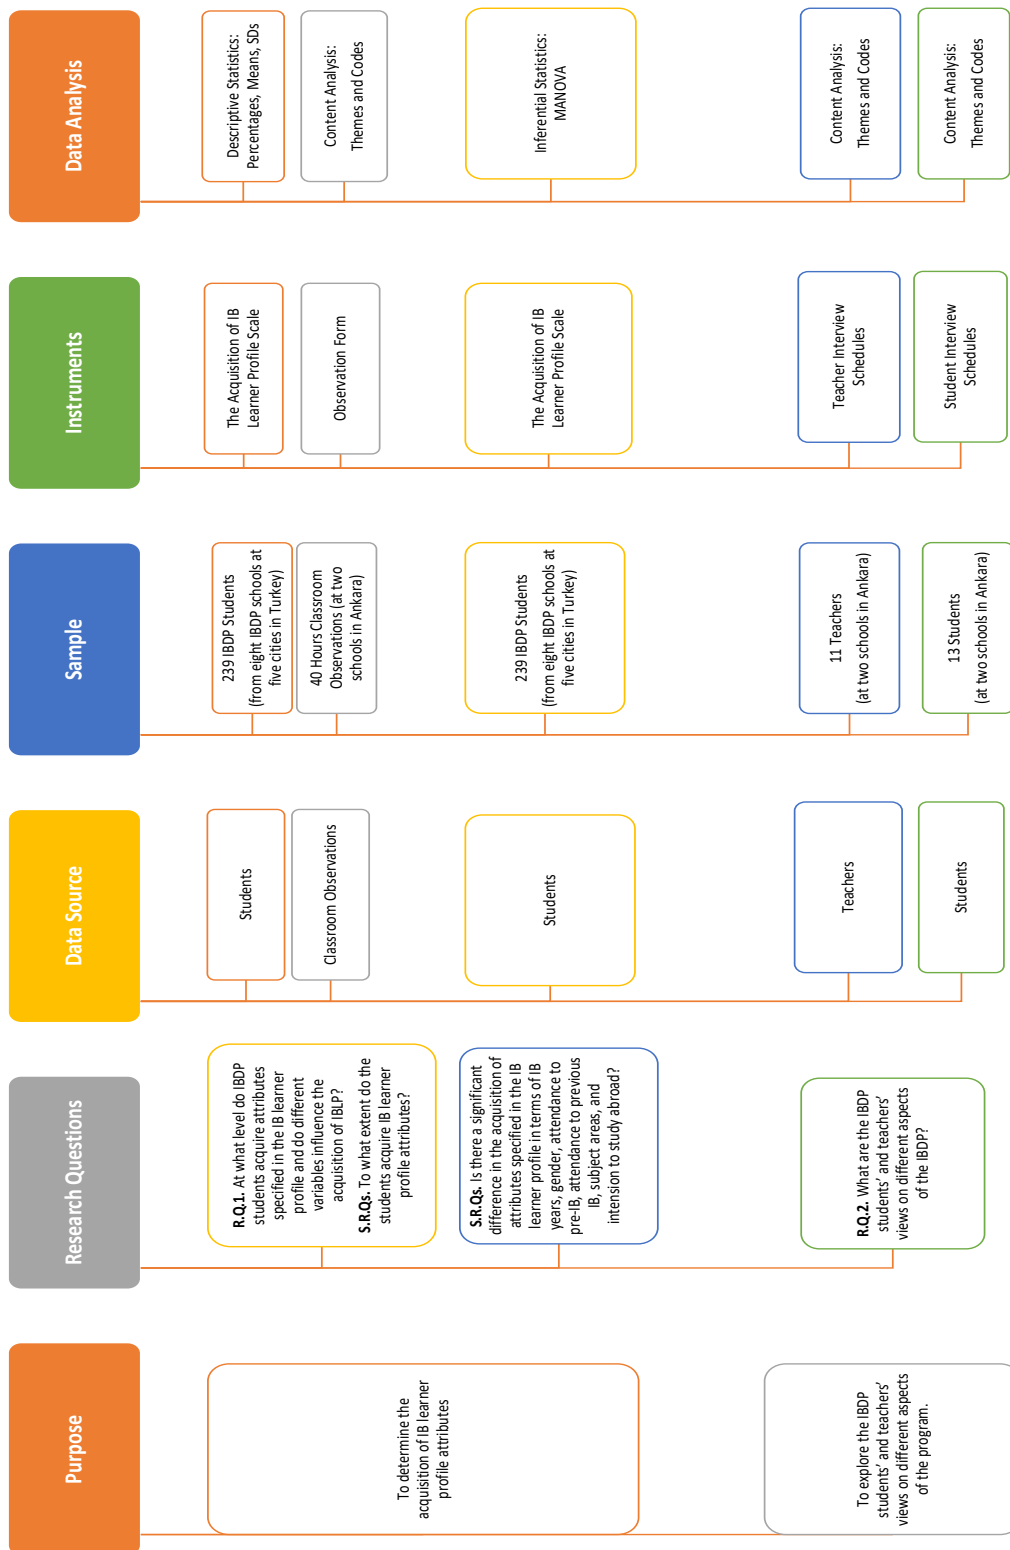 Purpose
To determine the
acquisition of IB learner
profile attributes
To explore the IBDP
students' and teachers'
views on different aspects
of the program.
Research Questions
R.Q.1. At what level do IBDP
students acquire attributes
specified in the IB learner
profile and do different
variables influence the
acquisition of IBLP?
S.R.Qs. To what extent do the
students acquire IB learner
profile attributes?
S.R.Qs. Is there a significant
difference in the acquisition of
attributes specified in the IB
learner profile in terms of IB
years, gender, attendance to
pre-IB, attendance to previous
IB, subject areas, and
intension to study abroad?
R.Q.2. What are the IBDP
students' and teachers'
views on different aspects
of the IBDP?
Data Source
Students
Classroom Observations
Students
Teachers
Students
Sample
239 IBDP Students
(from eight IBDP schools at
five cities in Turkey)
40 Hours Classroom
Observations (at two
schools in Ankara)
239 IBDP Students
(from eight IBDP schools at
five cities in Turkey)
11 Teachers
(at two schools in Ankara)
13 Students
(at two schools in Ankara)
Instruments
The Acquisition of IB
Learner Profile Scale
Observation Form
The Acquisition of IB
Learner Profile Scale
Teacher Interview
Schedules
Student Interview
Schedules
Data Analysis
Descriptive Statistics:
Percentages, Means, SDs
Content Analysis:
Themes and Codes
Inferential Statistics:
MANOVA
Content Analysis:
Themes and Codes
Content Analysis:
Themes and Codes